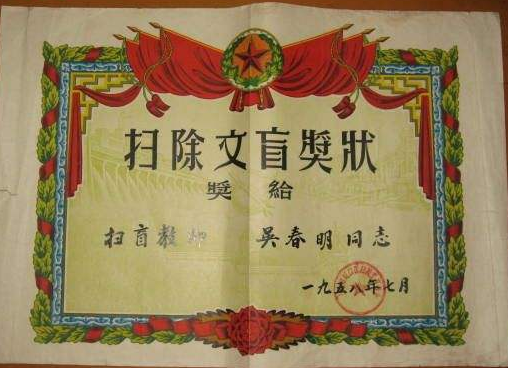 扫除文盲奬狀
奬給
扫盲教师 吳春明同志
一九五八年七月